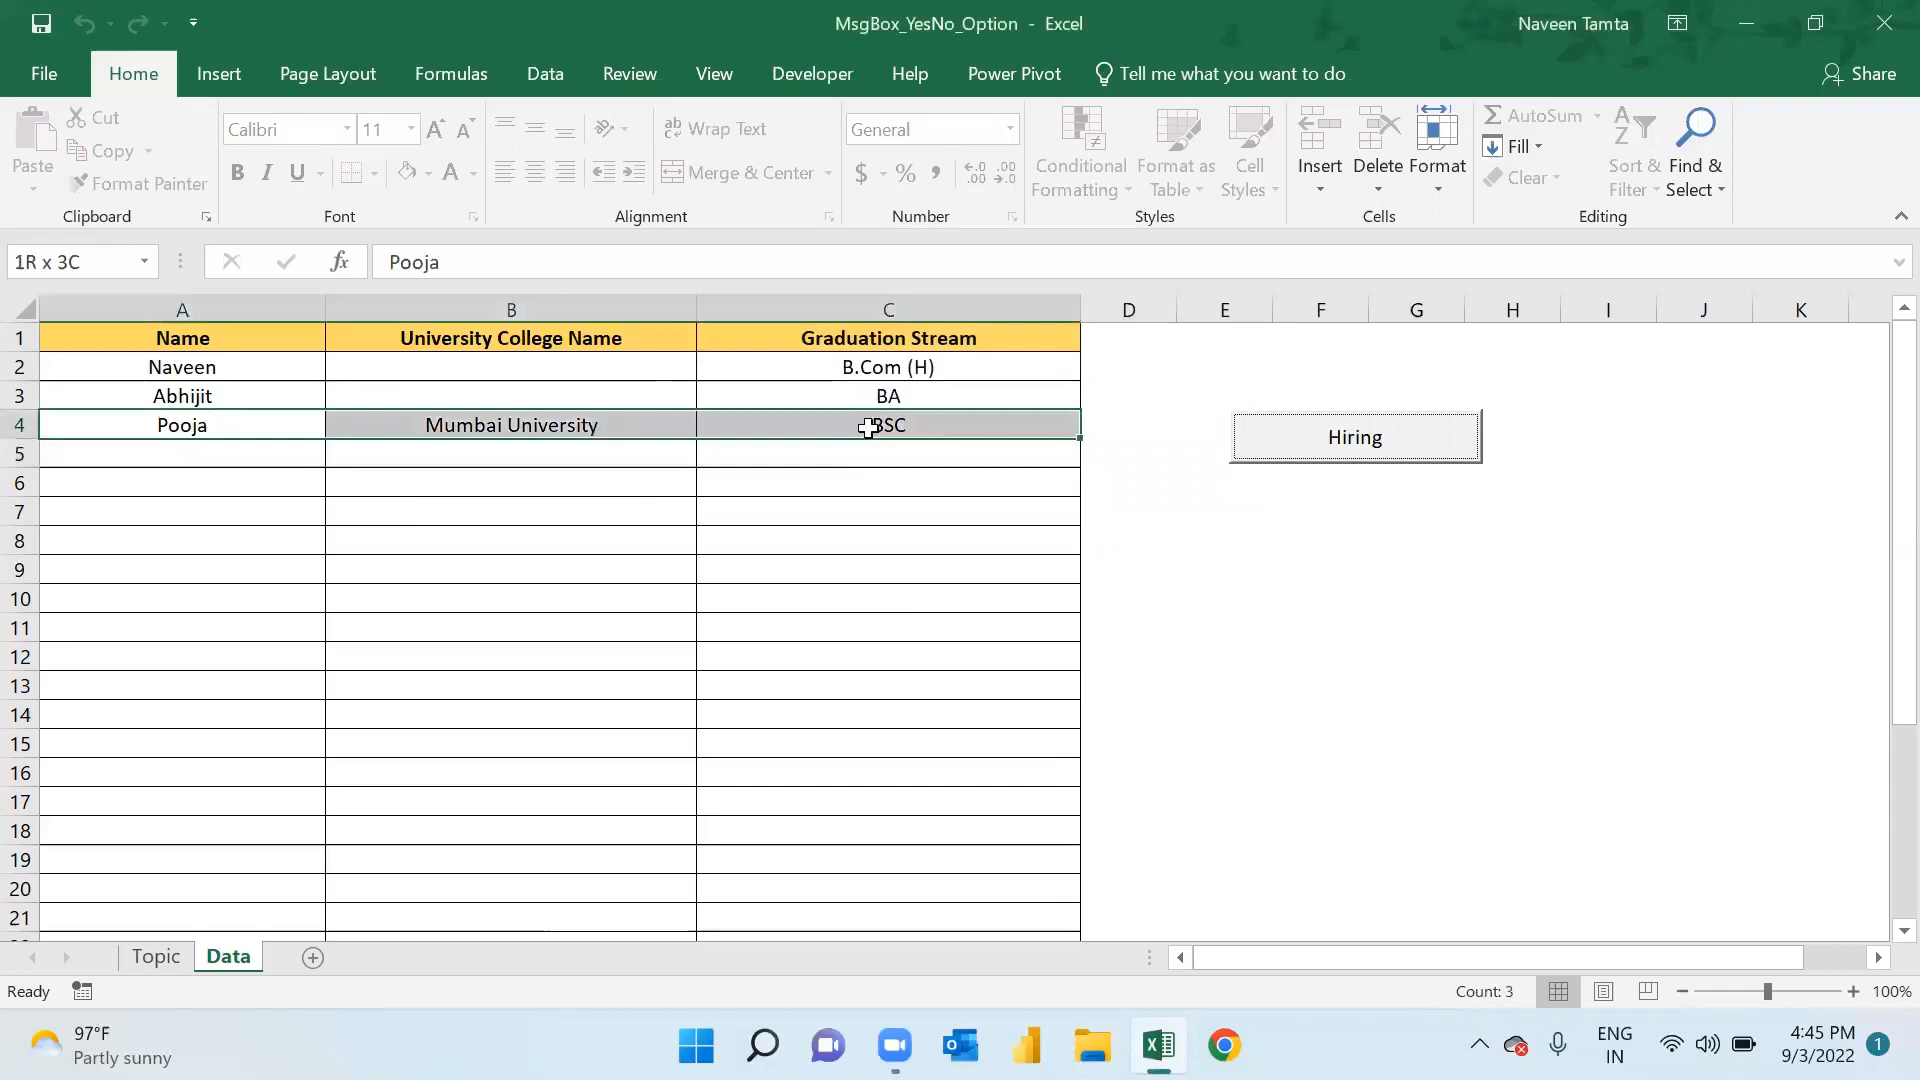 MsgBox_YesNo_Option - Excel
Naveen Tamta
File Home Insert Page Layout Formulas Data Review View Developer Help Power Pivot Tell me what you want to do Share
Paste
Cut
Copy
Format Painter
Clipboard
Calibri 11
B I U
Font
Wrap Text
Merge & Center
Alignment
General
$ % ,
Number
Conditional Formatting
Format as Table
Cell Styles
Styles
Insert Delete Format
Cells
AutoSum
Fill
Clear
Sort & Filter
Find & Select
Editing
1R x 3C fx Pooja
A B C D E F G H I J K
1 Name University College Name Graduation Stream
2 Naveen B.Com (H)
3 Abhijit BA
4 Pooja Mumbai University BSC
Hiring
5
6
7
8
9
10
11
12
13
14
15
16
17
18
19
20
21
Topic Data
Ready Count: 3 100%
97°F
Partly sunny
ENG
IN
4:45 PM
9/3/2022
1